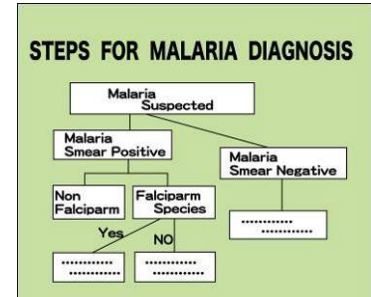 STEPS FOR MALARIA DIAGNOSIS
Malaria
Suspected
Malaria
Smear Positive
Malaria
Smear Negative
Non
Falciparm
Falciparm
Species
Yes
NO
............
............
............
............
............
............